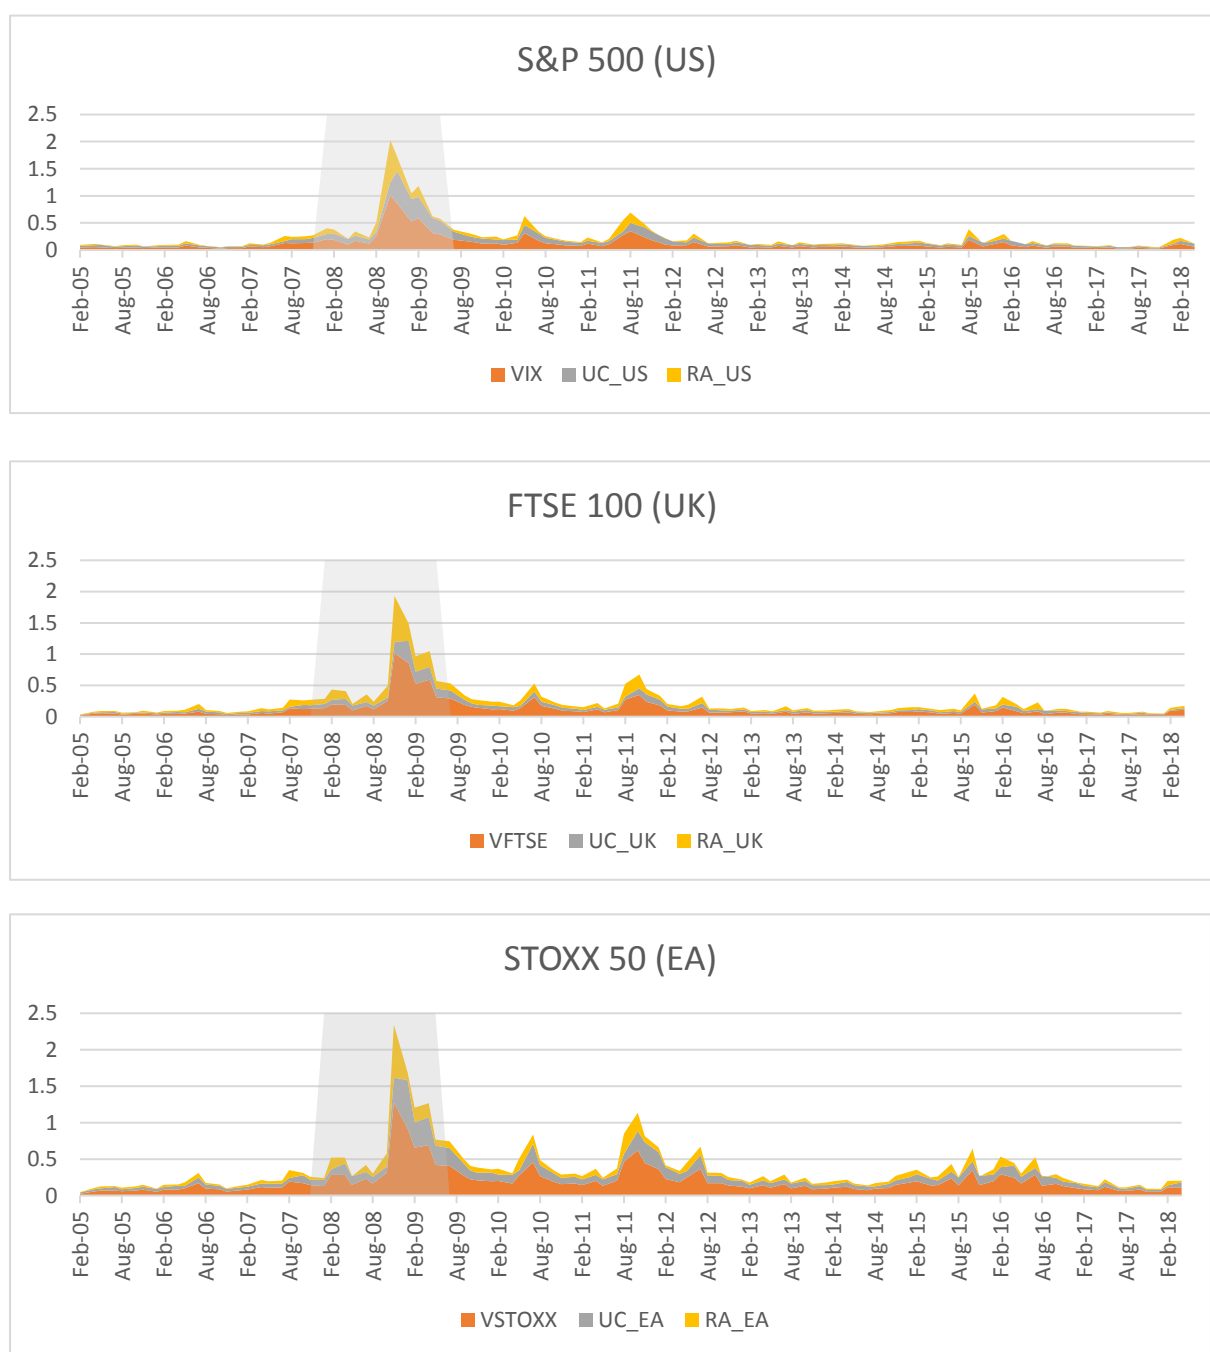 S&P 500 (US)
2.5
2
1.5
1
0.5
0
Feb-05 Aug-05 Feb-06 Aug-06 Feb-07 Aug-07 Feb-08 Aug-08 Feb-09 Aug-09 Feb-10 Aug-10 Feb-11 Aug-11 Feb-12 Aug-12 Feb-13 Aug-13 Feb-14 Aug-14 Feb-15 Aug-15 Feb-16 Aug-16 Feb-17 Aug-17 Feb-18
VIX UC_US RA_US
FTSE 100 (UK)
2.5
2
1.5
1
0.5
0
Feb-05 Aug-05 Feb-06 Aug-06 Feb-07 Aug-07 Feb-08 Aug-08 Feb-09 Aug-09 Feb-10 Aug-10 Feb-11 Aug-11 Feb-12 Aug-12 Feb-13 Aug-13 Feb-14 Aug-14 Feb-15 Aug-15 Feb-16 Aug-16 Feb-17 Aug-17 Feb-18
VFTSE UC_UK RA_UK
STOXX 50 (EA)
2.5
2
1.5
1
0.5
0
Feb-05 Aug-05 Feb-06 Aug-06 Feb-07 Aug-07 Feb-08 Aug-08 Feb-09 Aug-09 Feb-10 Aug-10 Feb-11 Aug-11 Feb-12 Aug-12 Feb-13 Aug-13 Feb-14 Aug-14 Feb-15 Aug-15 Feb-16 Aug-16 Feb-17 Aug-17 Feb-18
VSTOXX UC_EA RA_EA